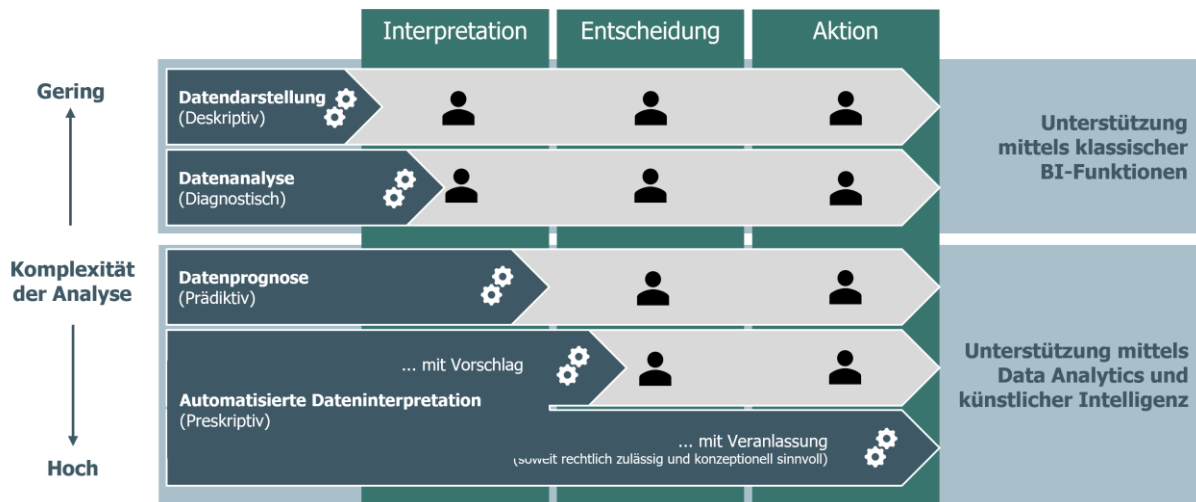 Interpretation
Entscheidung
Aktion
Gering
Komplexität
der Analyse
Hoch
Datendarstellung
(Deskriptiv)
Datenanalyse
(Diagnostisch)
Unterstützung
mittels klassischer
BI-Funktionen
Datenprognose
(Prädiktiv)
... mit Vorschlag
Automatisierte Dateninterpretation
(Preskriptiv)
... mit Veranlassung
(soweit rechtlich zulässig und konzeptionell sinnvoll)
Unterstützung mittels
Data Analytics und
künstlicher Intelligenz